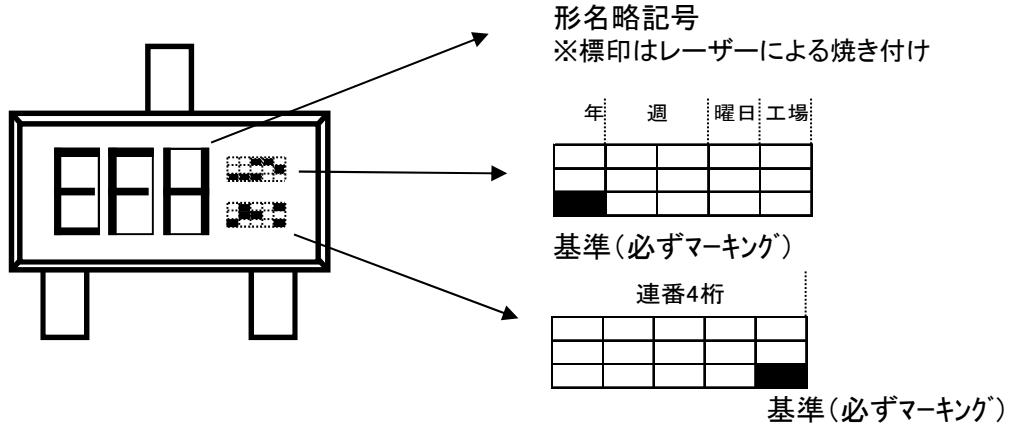 形名略記号
※標印はレーザーによる焼き付け
年 週 曜日 工場
EFA
基準(必ずマーキング)
連番4桁
基準(必ずマーキング)